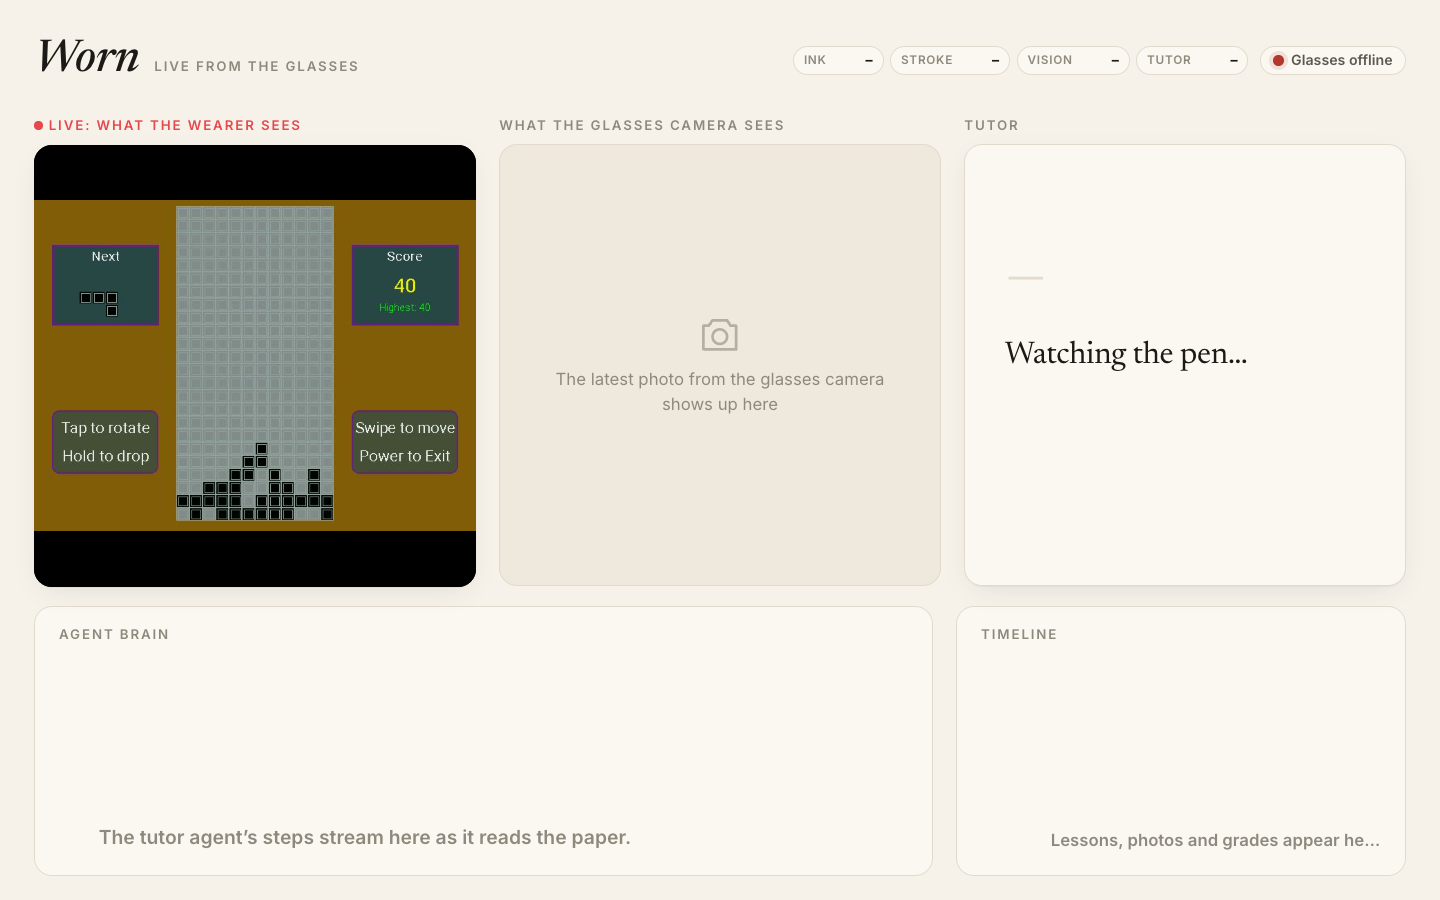 Worn LIVE FROM THE GLASSES
INK –
STROKE –
VISION –
TUTOR –
Glasses offline
LIVE: WHAT THE WEARER SEES
Next
Score
40
Highest: 40
Tap to rotate
Hold to drop
Swipe to move
Power to Exit
WHAT THE GLASSES CAMERA SEES
The latest photo from the glasses camera
shows up here
TUTOR
Watching the pen...
AGENT BRAIN
The tutor agent’s steps stream here as it reads the paper.
TIMELINE
Lessons, photos and grades appear he...